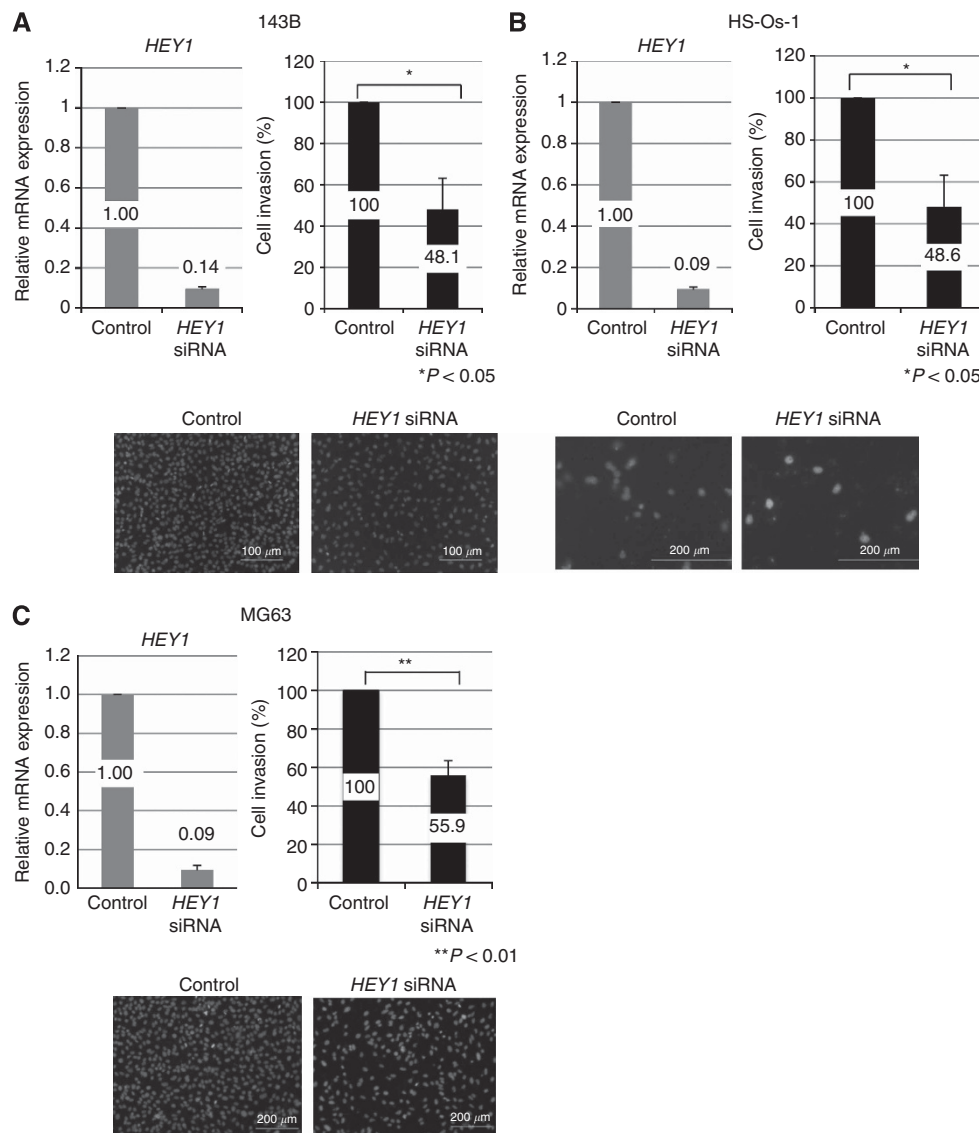 A
143B
HEY1
Relative mRNA expression
1.2
1
0.8
0.6
0.4
0.2
0
1.00
0.14
Control
HEY1
siRNA
Cell invasion (%)
120
100
80
60
40
20
0
*
100
48.1
Control
HEY1
siRNA
*P < 0.05
Control
HEY1 siRNA
100 μm
100 μm
B
HS-Os-1
HEY1
Relative mRNA expression
1.2
1
0.8
0.6
0.4
0.2
0
1.00
0.09
Control
HEY1
siRNA
Cell invasion (%)
120
100
80
60
40
20
0
*
100
48.6
Control
HEY1
siRNA
*P < 0.05
Control
HEY1 siRNA
200 μm
200 μm
C
MG63
HEY1
Relative mRNA expression
1.2
1.0
0.8
0.6
0.4
0.2
0.0
1.00
0.09
Control
HEY1
siRNA
Cell invasion (%)
120
100
80
60
40
20
0
**
100
55.9
Control
HEY1
siRNA
**P < 0.01
Control
HEY1 siRNA
200 μm
200 μm